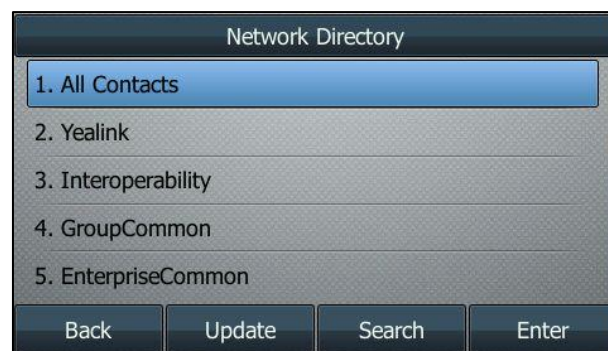 Network Directory
1. All Contacts
2. Yealink
3. Interoperability
4. GroupCommon
5. EnterpriseCommon
Back Update Search Enter